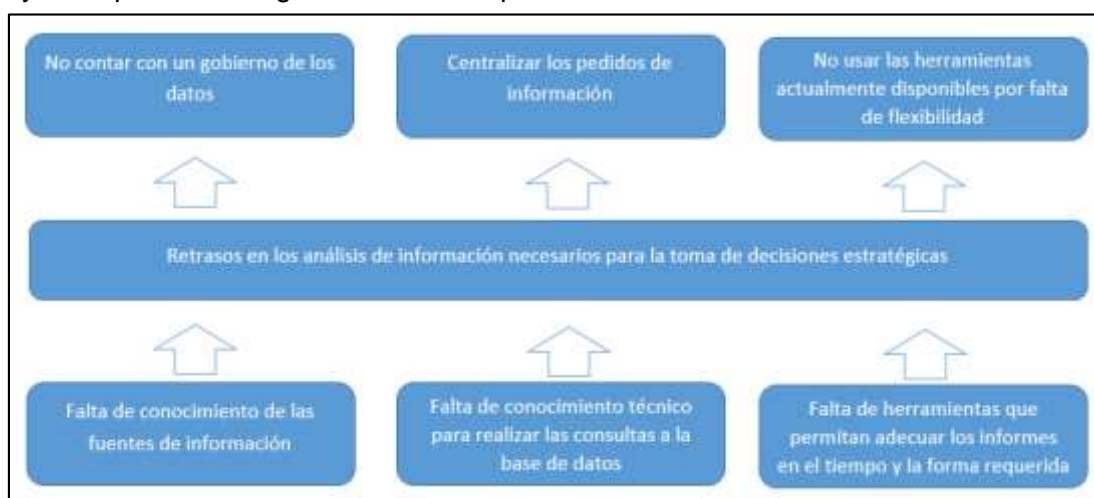 No contar con un gobierno de los
datos
Centralizar los pedidos de
información
No usar las herramientas
actualmente disponibles por falta
de flexibilidad
Retrasos en los análisis de información necesarios para la toma de decisiones estratégicas
Falta de conocimiento de las
fuentes de información
Falta de conocimiento técnico
para realizar las consultas a la
base de datos
Falta de herramientas que
permitan adecuar los informes
en el tiempo y la forma requerida